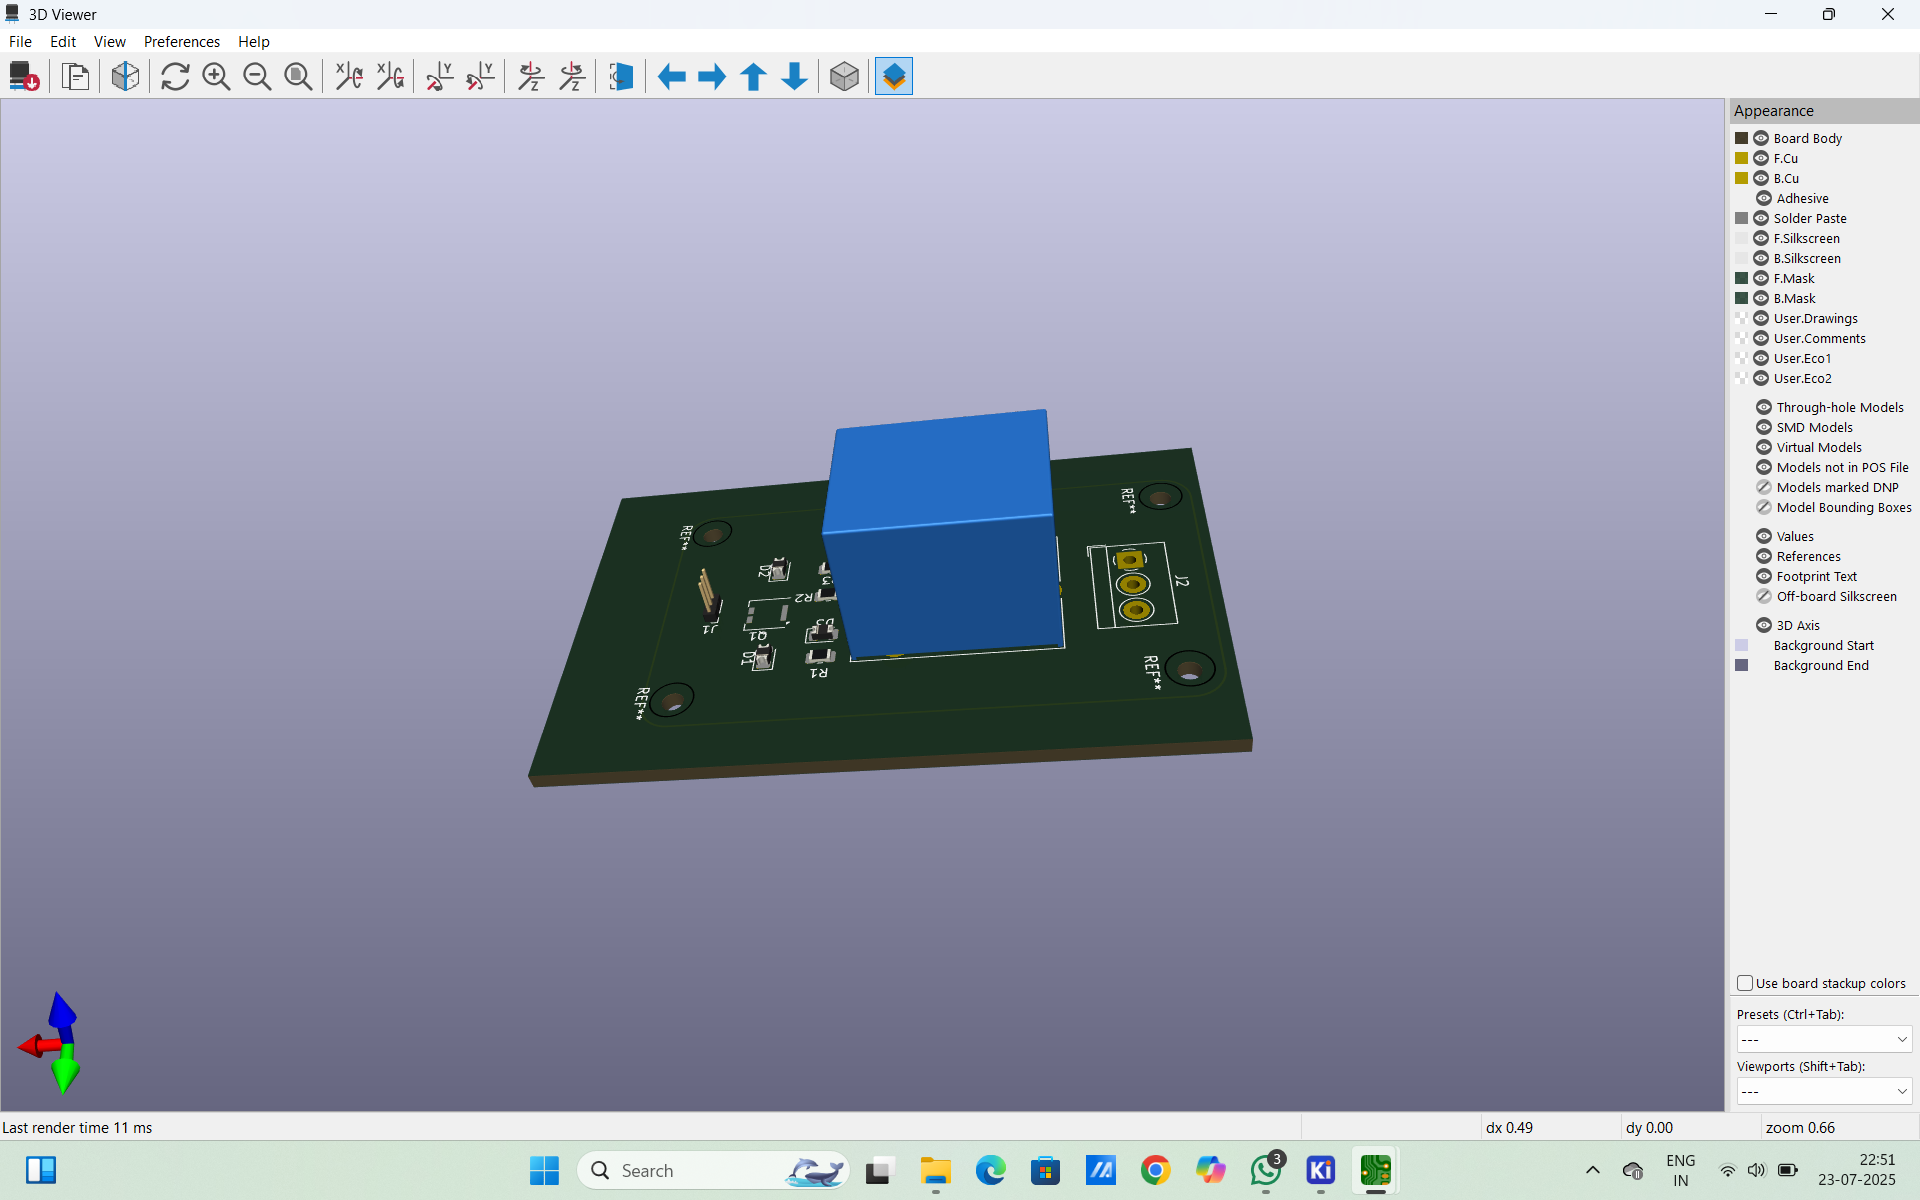 3D Viewer
File Edit View Preferences Help
Appearance
Board Body
F.Cu
B.Cu
Adhesive
Solder Paste
F.Silkscreen
B.Silkscreen
F.Mask
B.Mask
User.Drawings
User.Comments
User.Eco1
User.Eco2
Through-hole Models
SMD Models
Virtual Models
Models not in POS File
Models marked DNP
Model Bounding Boxes
Values
References
Footprint Text
Off-board Silkscreen
3D Axis
Background Start
Background End
REF**
REF**
D2
R3
R2
J2
J1
Q1
D3
D1
R1
REF**
REF**
Use board stackup colors
Presets (Ctrl+Tab):
---
Viewports (Shift+Tab):
---
Last render time 11 ms
dx 0.49
dy 0.00
zoom 0.66
Search
3
Ki
ENG
IN
22:51
23-07-2025